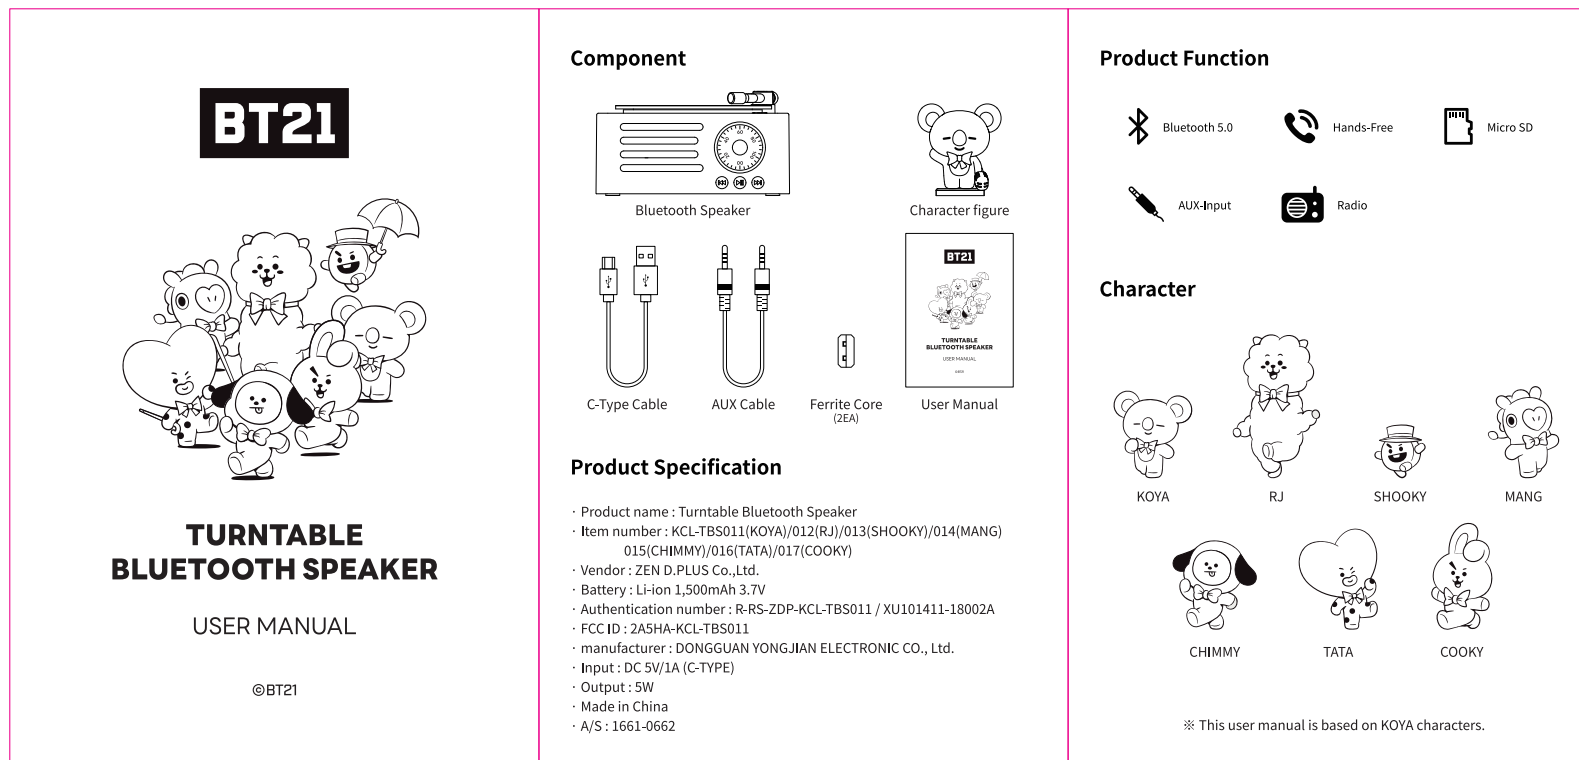 BT21
TURNTABLE
BLUETOOTH SPEAKER
USER MANUAL
©BT21
Component
Bluetooth Speaker
Character figure
BT21
TURNTABLE
BLUETOOTH SPEAKER
USER MANUAL
©BT21
C-Type Cable
AUX Cable
Ferrite Core
(2EA)
User Manual
Product Specification
· Product name : Turntable Bluetooth Speaker
· Item number : KCL-TBS011(KOYA)/012(RJ)/013(SHOOKY)/014(MANG)
015(CHIMMY)/016(TATA)/017(COOKY)
· Vendor : ZEN D.PLUS Co.,Ltd.
· Battery : Li-ion 1,500mAh 3.7V
· Authentication number : R-RS-ZDP-KCL-TBS011 / XU101411-18002A
· FCC ID : 2A5HA-KCL-TBS011
· manufacturer : DONGGUAN YONGJIAN ELECTRONIC CO., Ltd.
· Input : DC 5V/1A (C-TYPE)
· Output : 5W
· Made in China
· A/S : 1661-0662
Product Function
Bluetooth 5.0
Hands-Free
Micro SD
AUX-Input
Radio
Character
KOYA
RJ
SHOOKY
MANG
CHIMMY
TATA
COOKY
※ This user manual is based on KOYA characters.